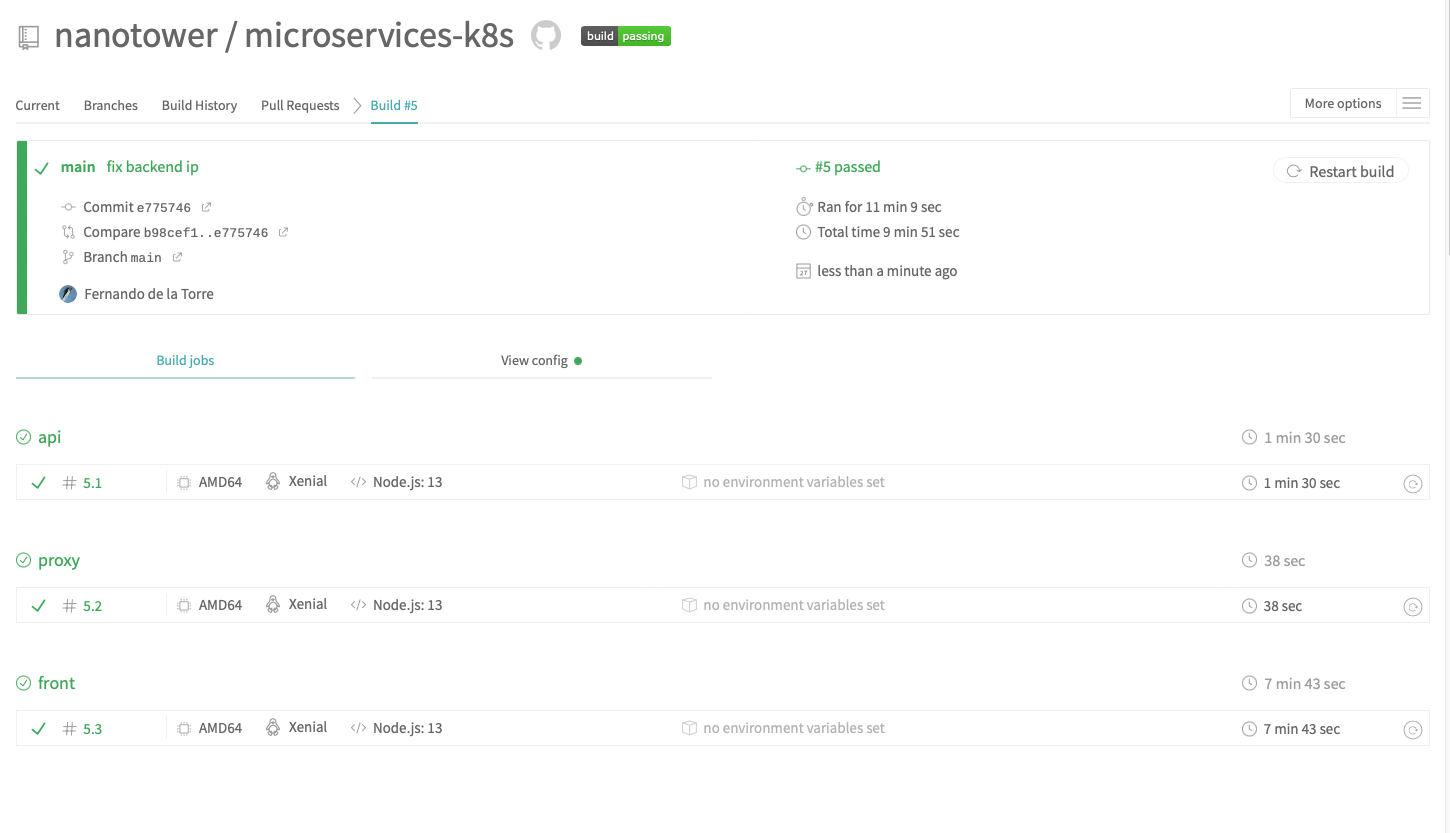 nanotower / microservices-k8s build passing
Current Branches Build History Pull Requests Build #5 More options
main fix backend ip #5 passed Restart build
Commit e775746 Ran for 11 min 9 sec
Compare b98cef1..e775746 Total time 9 min 51 sec
Branch main
27 less than a minute ago
Fernando de la Torre
Build jobs View config
api 1 min 30 sec
# 5.1 AMD64 Xenial </> Node.js: 13 no environment variables set 1 min 30 sec
proxy 38 sec
# 5.2 AMD64 Xenial </> Node.js: 13 no environment variables set 38 sec
front 7 min 43 sec
# 5.3 AMD64 Xenial </> Node.js: 13 no environment variables set 7 min 43 sec